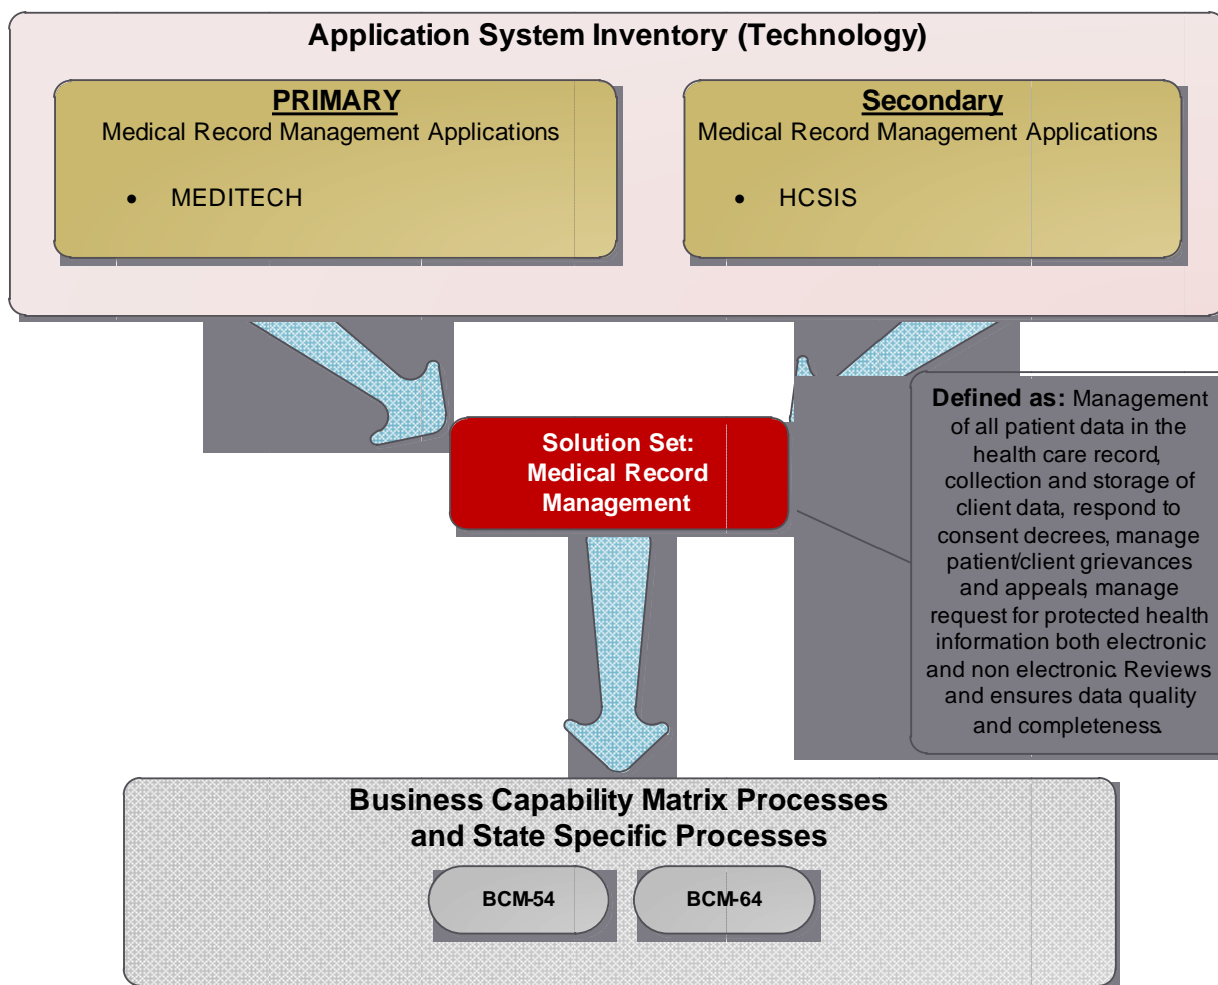 Application System Inventory (Technology)
PRIMARY
Medical Record Management Applications
• MEDITECH
Secondary
Medical Record Management Applications
• HCSIS
Solution Set:
Medical Record
Management
Defined as: Management
of all patient data in the
health care record,
collection and storage of
client data, respond to
consent decrees, manage
patient/client grievances
and appeals, manage
request for protected health
information both electronic
and non electronic. Reviews
and ensures data quality
and completeness.
Business Capability Matrix Processes
and State Specific Processes
BCM-54
BCM-64